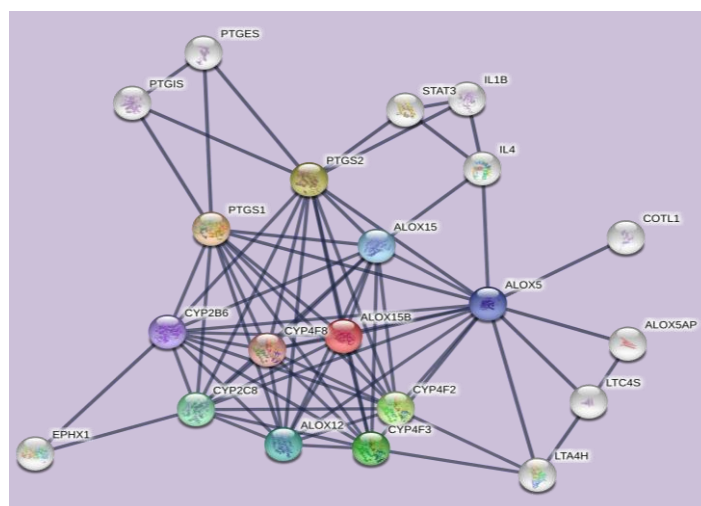 PTGES
PTGIS
STAT3
IL1B
IL4
PTGS2
PTGS1
ALOX15
COTL1
ALOX5
CYP2B6
CYP4F8
ALOX15B
ALOX5AP
CYP2C8
CYP4F2
LTC4S
EPHX1
ALOX12
CYP4F3
LTA4H